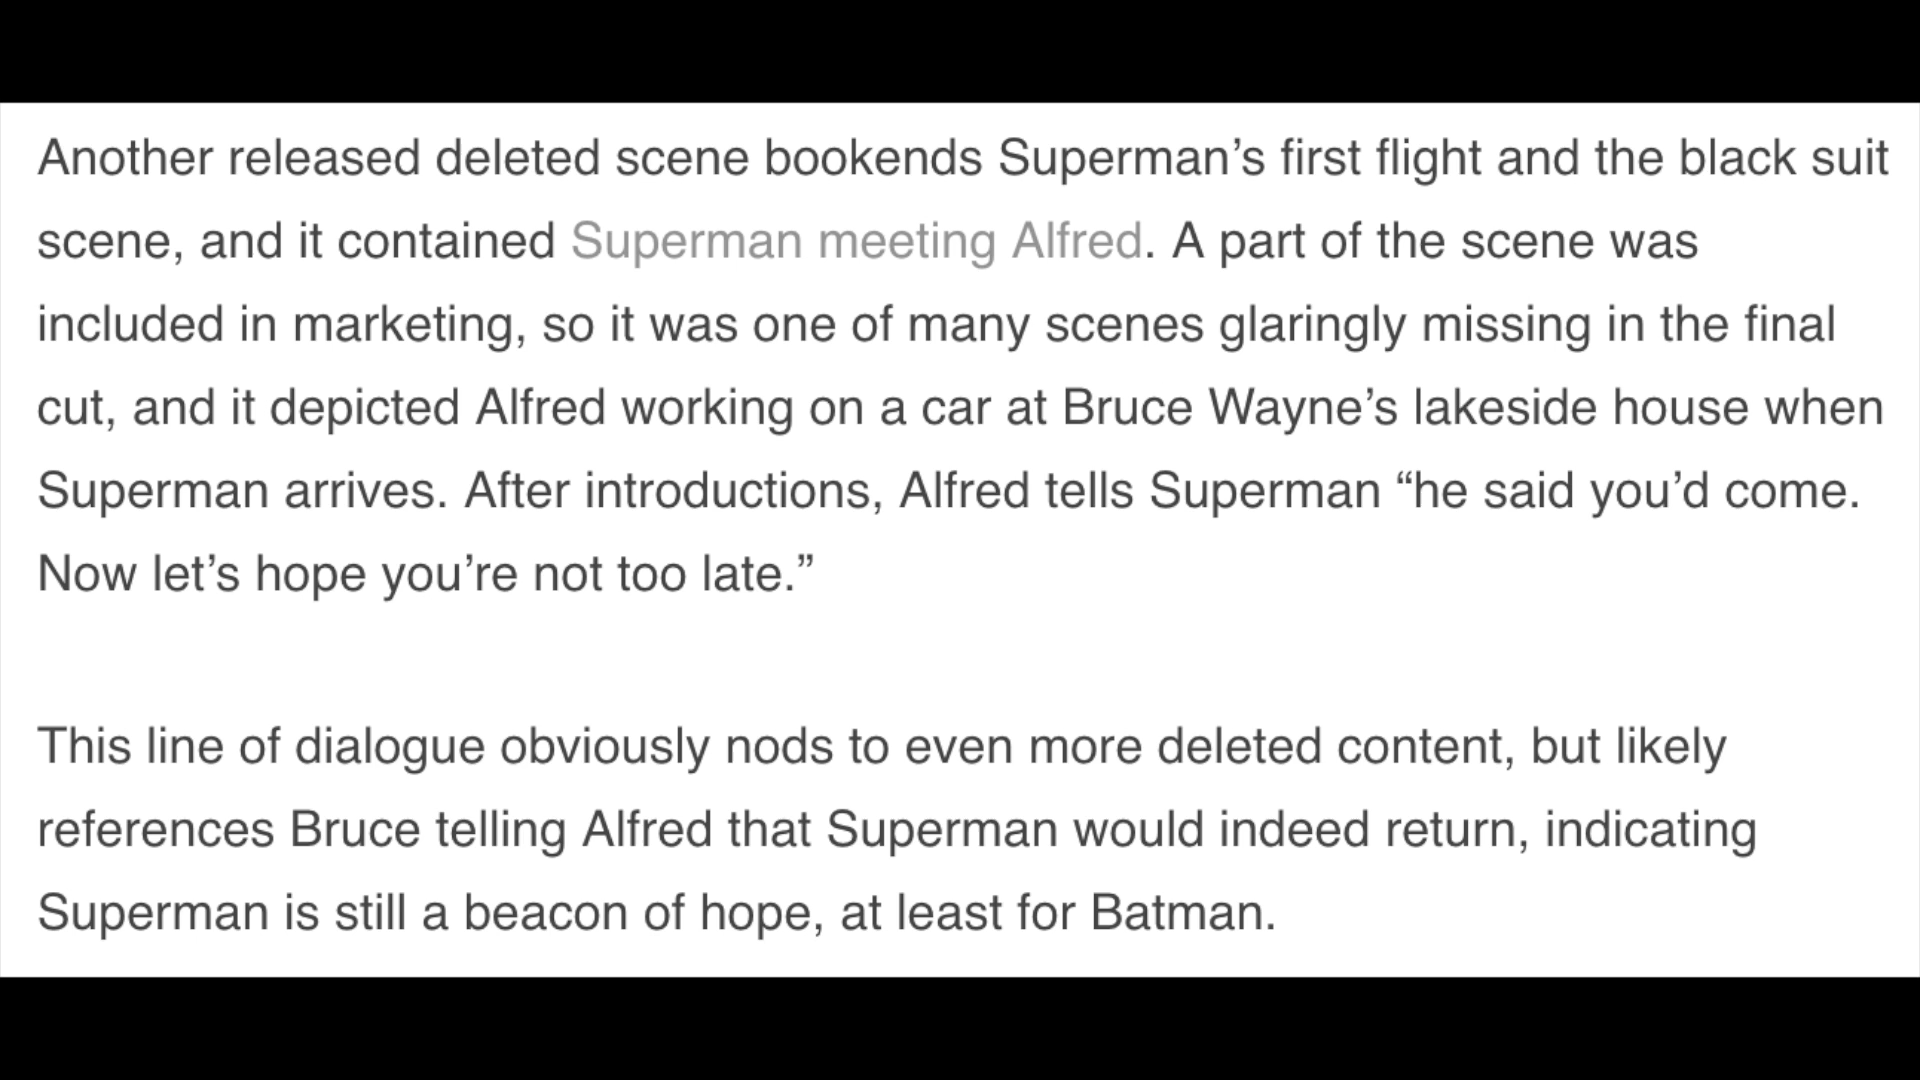 Another released deleted scene bookends Superman’s first flight and the black suit
scene, and it contained Superman meeting Alfred. A part of the scene was
included in marketing, so it was one of many scenes glaringly missing in the final
cut, and it depicted Alfred working on a car at Bruce Wayne’s lakeside house when
Superman arrives. After introductions, Alfred tells Superman “he said you’d come.
Now let’s hope you’re not too late.”
This line of dialogue obviously nods to even more deleted content, but likely
references Bruce telling Alfred that Superman would indeed return, indicating
Superman is still a beacon of hope, at least for Batman.